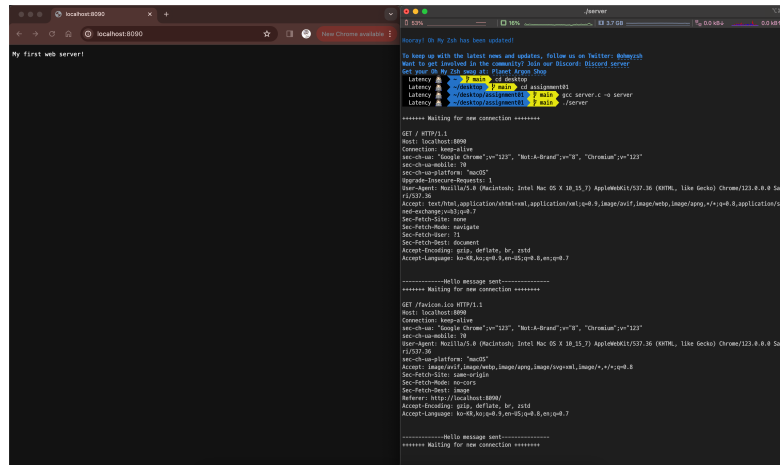 localhost:8090
localhost:8090
New Chrome available
My first web server!
./server
53%
16%
3.7 GB
0.0 kB↓
0.0 kB↑
Hooray! Oh My Zsh has been updated!
To keep up with the latest news and updates, follow us on Twitter: @ohmyzsh
Want to get involved in the community? Join our Discord: Discord server
Get your Oh My Zsh swag at: Planet Argon Shop
Latency ~ main cd desktop
Latency ~/desktop main cd assignment01
Latency ~/desktop/assignment01 main gcc server.c -o server
Latency ~/desktop/assignment01 main ./server
+++++++ Waiting for new connection ++++++++
GET / HTTP/1.1
Host: localhost:8090
Connection: keep-alive
sec-ch-ua: "Google Chrome";v="123", "Not:A-Brand";v="8", "Chromium";v="123"
sec-ch-ua-mobile: ?0
sec-ch-ua-platform: "macOS"
Upgrade-Insecure-Requests: 1
User-Agent: Mozilla/5.0 (Macintosh; Intel Mac OS X 10_15_7) AppleWebKit/537.36 (KHTML, like Gecko) Chrome/123.0.0.0 Sa
ri/537.36
Accept: text/html,application/xhtml+xml,application/xml;q=0.9,image/avif,image/webp,image/apng,*/*;q=0.8,application/s
ned-exchange;v=b3;q=0.7
Sec-Fetch-Site: none
Sec-Fetch-Mode: navigate
Sec-Fetch-User: ?1
Sec-Fetch-Dest: document
Accept-Encoding: gzip, deflate, br, zstd
Accept-Language: ko-KR,ko;q=0.9,en-US;q=0.8,en;q=0.7
-------------Hello message sent---------------
+++++++ Waiting for new connection ++++++++
GET /favicon.ico HTTP/1.1
Host: localhost:8090
Connection: keep-alive
sec-ch-ua: "Google Chrome";v="123", "Not:A-Brand";v="8", "Chromium";v="123"
sec-ch-ua-mobile: ?0
User-Agent: Mozilla/5.0 (Macintosh; Intel Mac OS X 10_15_7) AppleWebKit/537.36 (KHTML, like Gecko) Chrome/123.0.0.0 Sa
ri/537.36
sec-ch-ua-platform: "macOS"
Accept: image/avif,image/webp,image/apng,image/svg+xml,image/*,*/*;q=0.8
Sec-Fetch-Site: same-origin
Sec-Fetch-Mode: no-cors
Sec-Fetch-Dest: image
Referer: http://localhost:8090/
Accept-Encoding: gzip, deflate, br, zstd
Accept-Language: ko-KR,ko;q=0.9,en-US;q=0.8,en;q=0.7
-------------Hello message sent---------------
+++++++ Waiting for new connection ++++++++